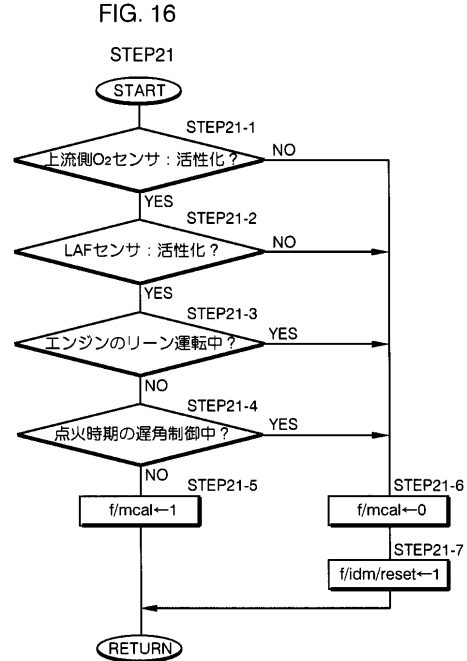 FIG. 16
STEP21
START
STEP21-1
上流側O₂センサ：活性化？
NO
YES
STEP21-2
LAFセンサ：活性化？
NO
YES
STEP21-3
エンジンのリーン運転中？
YES
NO
STEP21-4
点火時期の遅角制御中？
YES
NO
STEP21-5
f/mcal←1
STEP21-6
f/mcal←0
STEP21-7
f/idm/reset←1
RETURN